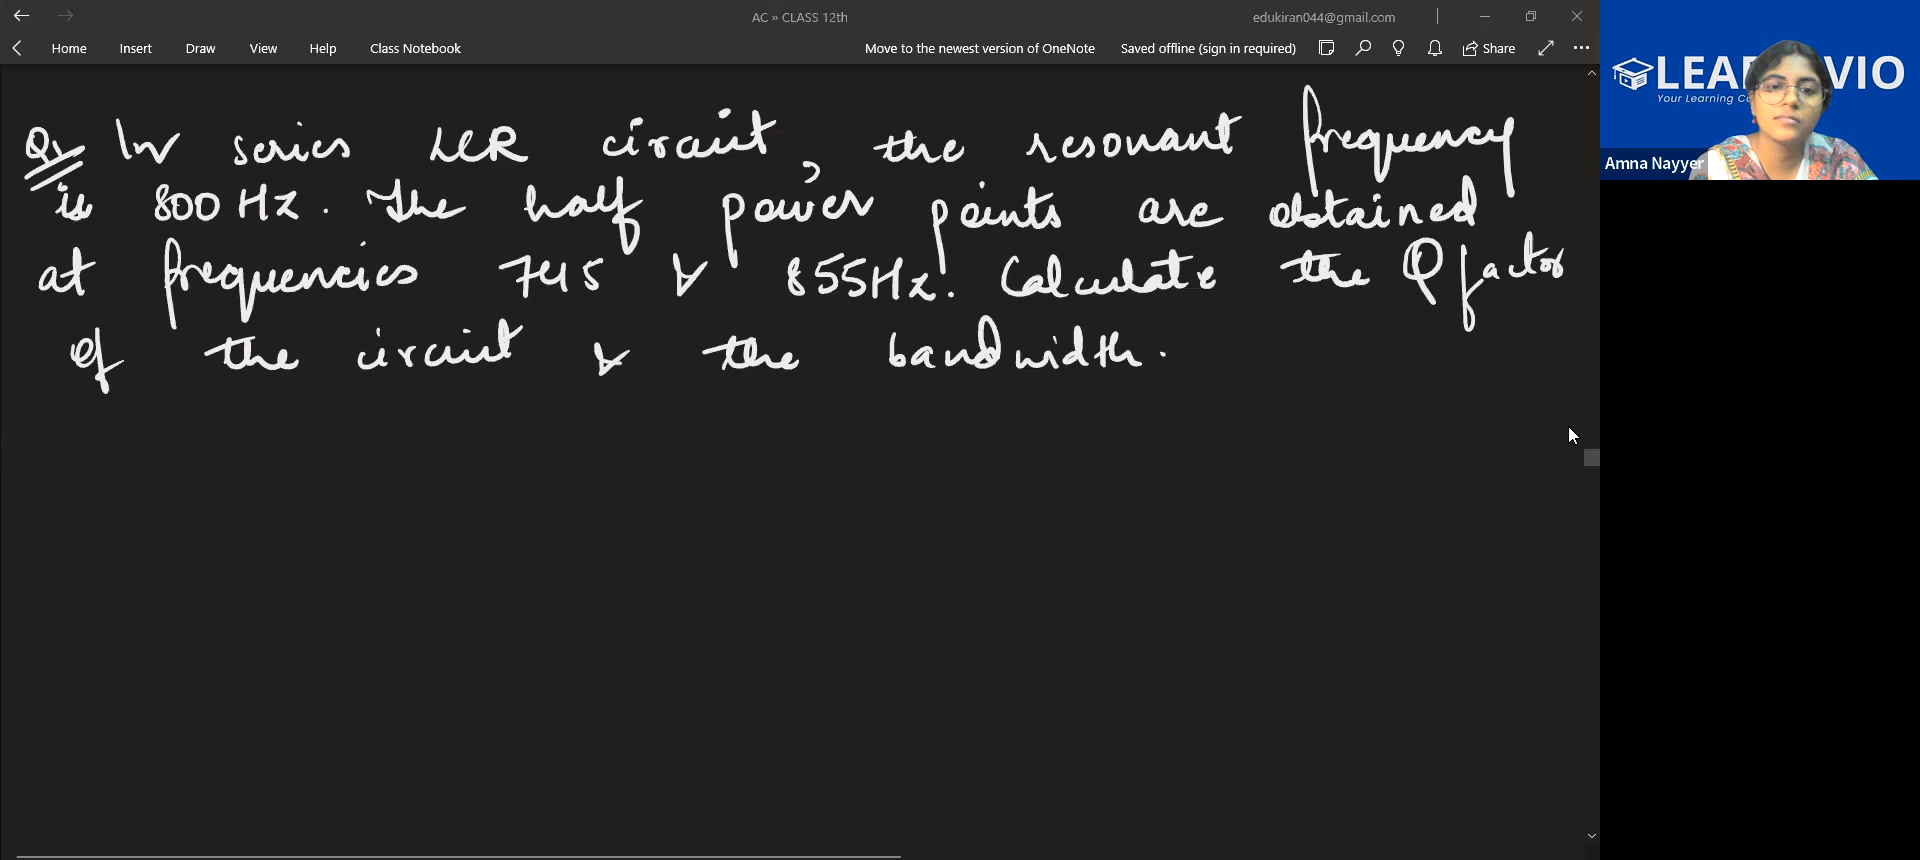 AC » CLASS 12th
edukiran044@gmail.com
Home Insert Draw View Help Class Notebook
Move to the newest version of OneNote Saved offline (sign in required) Share
Q1 In series LCR circuit, the resonant frequency
is 800 Hz. The half power points are obtained
at frequencies 745 & 855Hz. Calculate the Q factor
of the circuit & the bandwidth.
Your Learning
Amna Nayyer